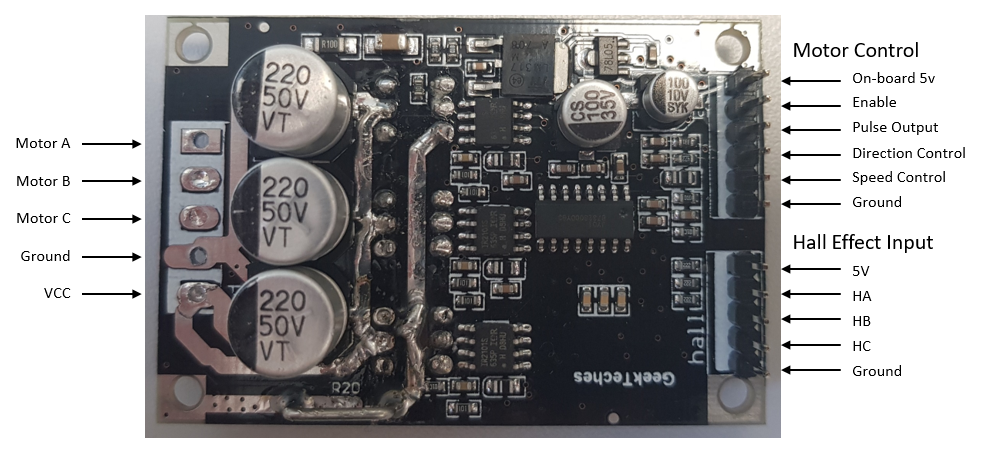 Motor Control
On-board 5v
Enable
Pulse Output
Direction Control
Speed Control
Ground
Hall Effect Input
5V
HA
HB
HC
Ground
Motor A
Motor B
Motor C
Ground
VCC
R100
220
50V
VT
220
50V
VT
220
50V
VT
78L05
CS
100
35V
100
10V
SYK
hall
GeekTeches
R20